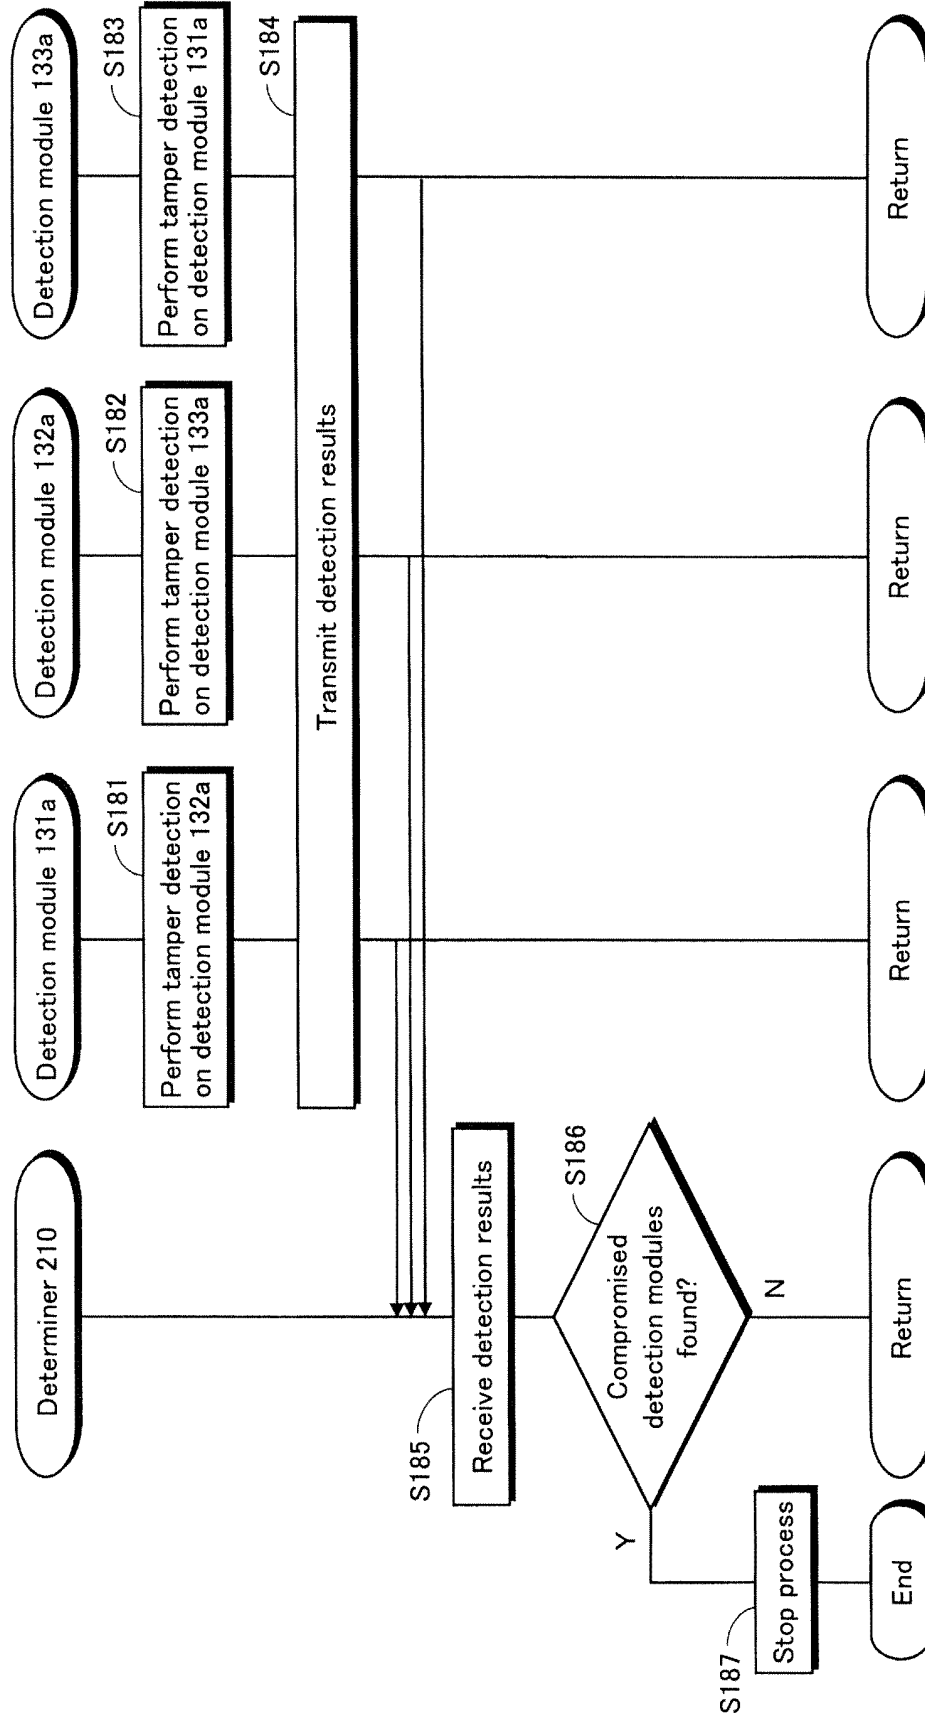 Determiner 210
Detection module 131a
Detection module 132a
Detection module 133a
S181
Perform tamper detection
on detection module 132a
S182
Perform tamper detection
on detection module 133a
S183
Perform tamper detection
on detection module 131a
S184
Transmit detection results
S185
Receive detection results
S186
Compromised
detection modules
found?
Y
N
S187
Stop process
End
Return
Return
Return
Return